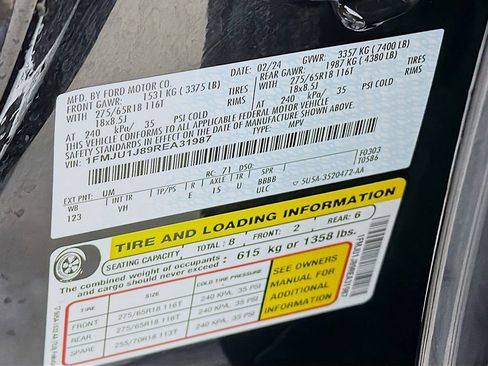 MFD. BY FORD MOTOR CO.
DATE: 02/24 GVWR: 3357 KG ( 7400 LB)
FRONT GAWR: 1531 KG ( 3375 LB) REAR GAWR: 1987 KG ( 4380 LB)
WITH 275/65R18 116T TIRES WITH 275/65R18 116T TIRES
18x8.5J RIMS 18x8.5J RIMS
AT 240 kPa/ 35 PSI COLD AT 240 kPa/ 35 PSI COLD
THIS VEHICLE CONFORMS TO ALL APPLICABLE FEDERAL MOTOR VEHICLE
SAFETY STANDARDS IN EFFECT ON THE DATE OF MANUFACTURE SHOWN ABOVE.
VIN: 1FMJU1J89REA31987
TYPE: MPV
F0303
T0586
EXT PNT: UM RC: 71 DSO:
WB INT TR TP/PS R AXLE TR SPR
123 VH E 15 U BBBB
ULC
5U5A-3520472-AA
TIRE AND LOADING INFORMATION
SEATING CAPACITY TOTAL: 8 FRONT: 2 REAR: 6
The combined weight of occupants and cargo should never exceed: 615 kg or 1358 lbs.
TIRE SIZE COLD TIRE PRESSURE
FRONT 275/65R18 116T 240 KPA, 35 PSI
REAR 275/65R18 116T 240 KPA, 35 PSI
SPARE 255/70R18 113T 240 KPA, 35 PSI
SEE OWNERS
MANUAL FOR
ADDITIONAL
INFORMATION